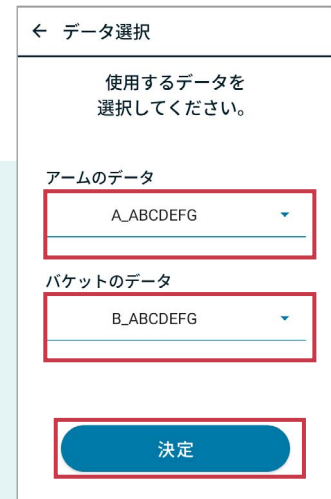 ← データ選択
使用するデータを
選択してください。
アームのデータ
A_ABCDEFG
バケットのデータ
B_ABCDEFG
決定